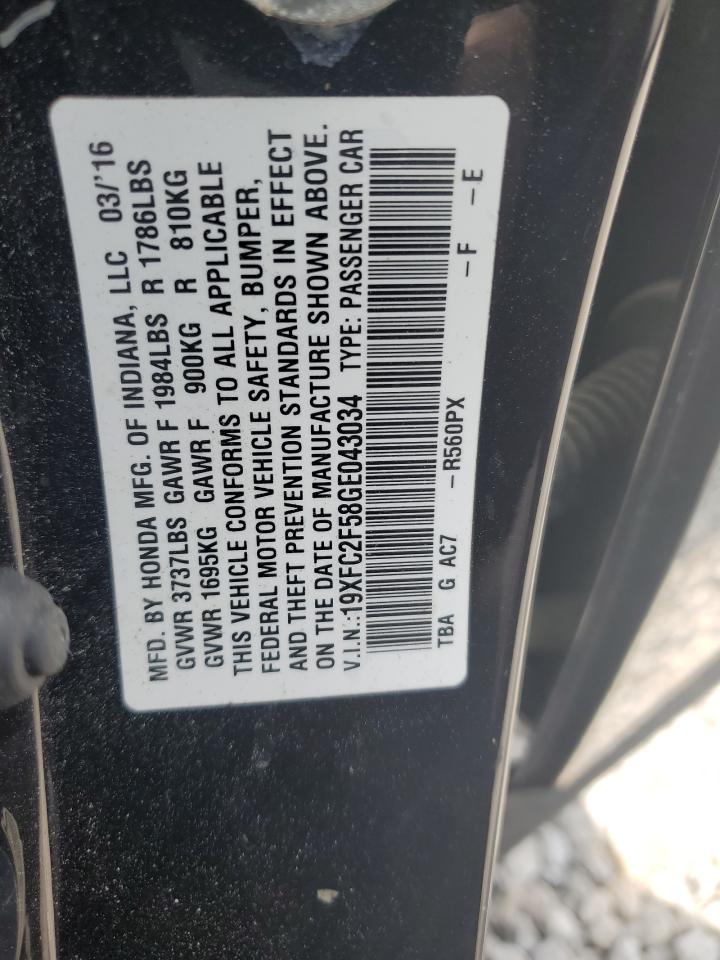 MFD. BY HONDA MFG. OF INDIANA, LLC 03/'16
GVWR 3737LBS GAWR F 1984LBS R 1786LBS
GVWR 1695KG GAWR F 900KG R 810KG
THIS VEHICLE CONFORMS TO ALL APPLICABLE
FEDERAL MOTOR VEHICLE SAFETY, BUMPER,
AND THEFT PREVENTION STANDARDS IN EFFECT
ON THE DATE OF MANUFACTURE SHOWN ABOVE.
V.I.N.:19XFC2F58GE043034 TYPE: PASSENGER CAR
TBA G AC7 -R560PX -F -E